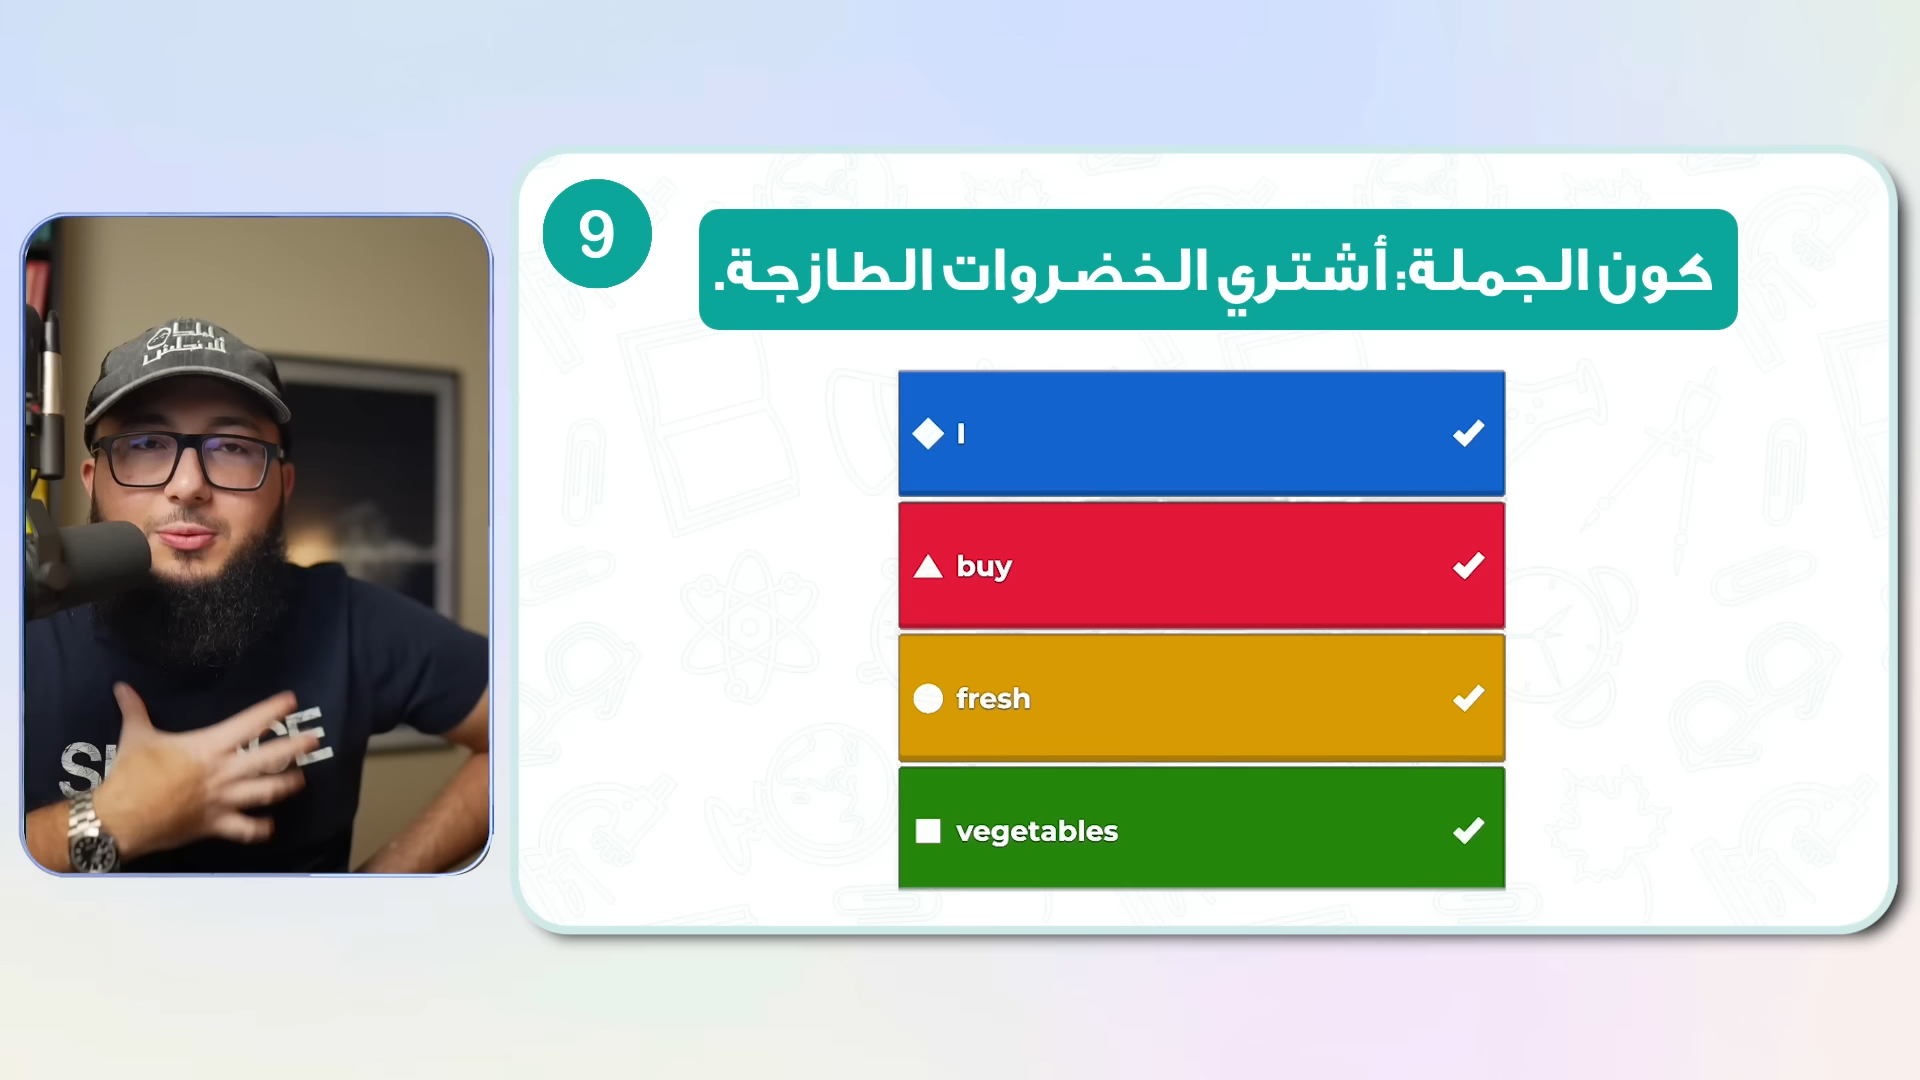 9
كون الجملة: أشتري الخضروات الطازجة.
I
buy
fresh
vegetables